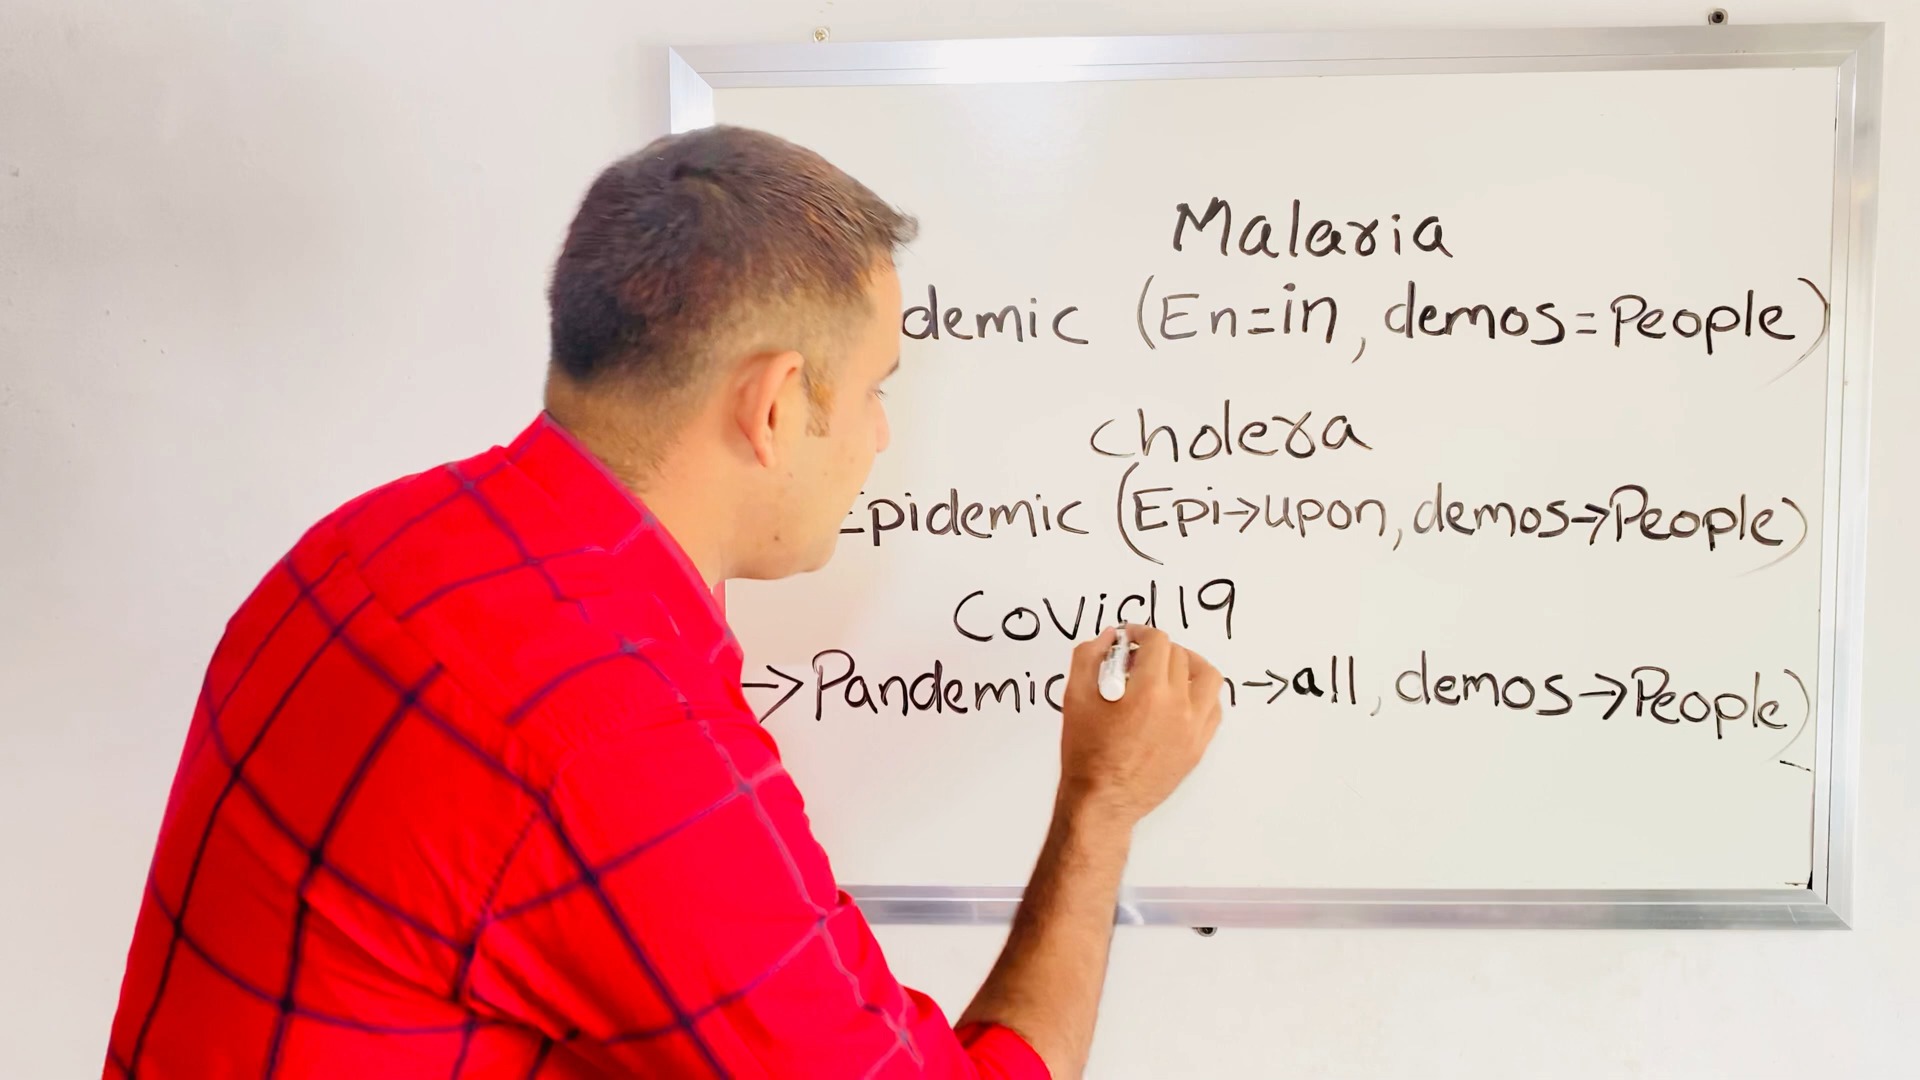 Malaria
demic (En=in, demos=People)
Cholera
Epidemic (Epi→upon, demos→People)
Covid19
→Pandemic →all, demos→People)